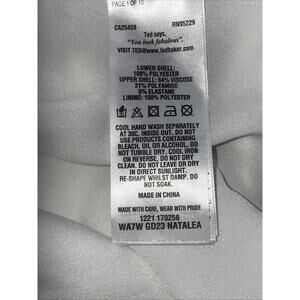 PAGE 1 OF 10
CA25459 RN95229
Ted says,
"You look fabulous".
VISIT TED@WWW.TEDBAKER.COM
LOWER SHELL:
100% POLYESTER
UPPER SHELL: 64% VISCOSE
31% POLYAMIDE
5% ELASTANE
LINING: 100% POLYESTER
COOL HAND WASH SEPARATELY
AT 30C. INSIDE OUT. DO NOT
USE PRODUCTS CONTAINING
BLEACH, OIL OR ALCOHOL. DO
NOT TUMBLE DRY. COOL IRON
ON REVERSE. DO NOT DRY
CLEAN. DO NOT LEAVE OR DRY
IN DIRECT SUNLIGHT.
RE-SHAPE WHILST DAMP. DO
NOT SOAK.
MADE IN CHINA
MADE WITH CARE, WEAR WITH PRIDE
1221 170256
WA7W GD23 NATALEA